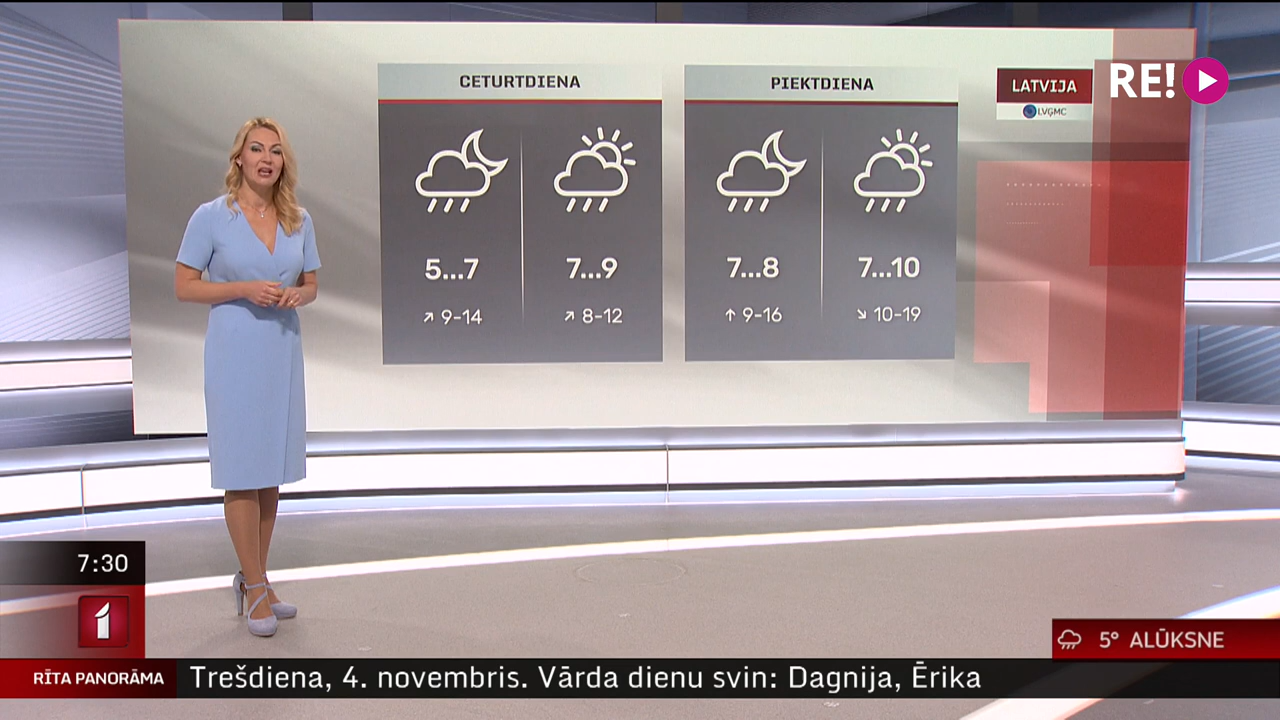 CETURTDIENA
5...7
7...9
↗ 9-14
↗ 8-12
PIEKTDIENA
7...8
7...10
↑ 9-16
↘ 10-19
LATVIJA
LVĢMC
RE!
7:30
1
5° ALŪKSNE
RĪTA PANORĀMA
Trešdiena, 4. novembris. Vārda dienu svin: Dagnija, Ērika